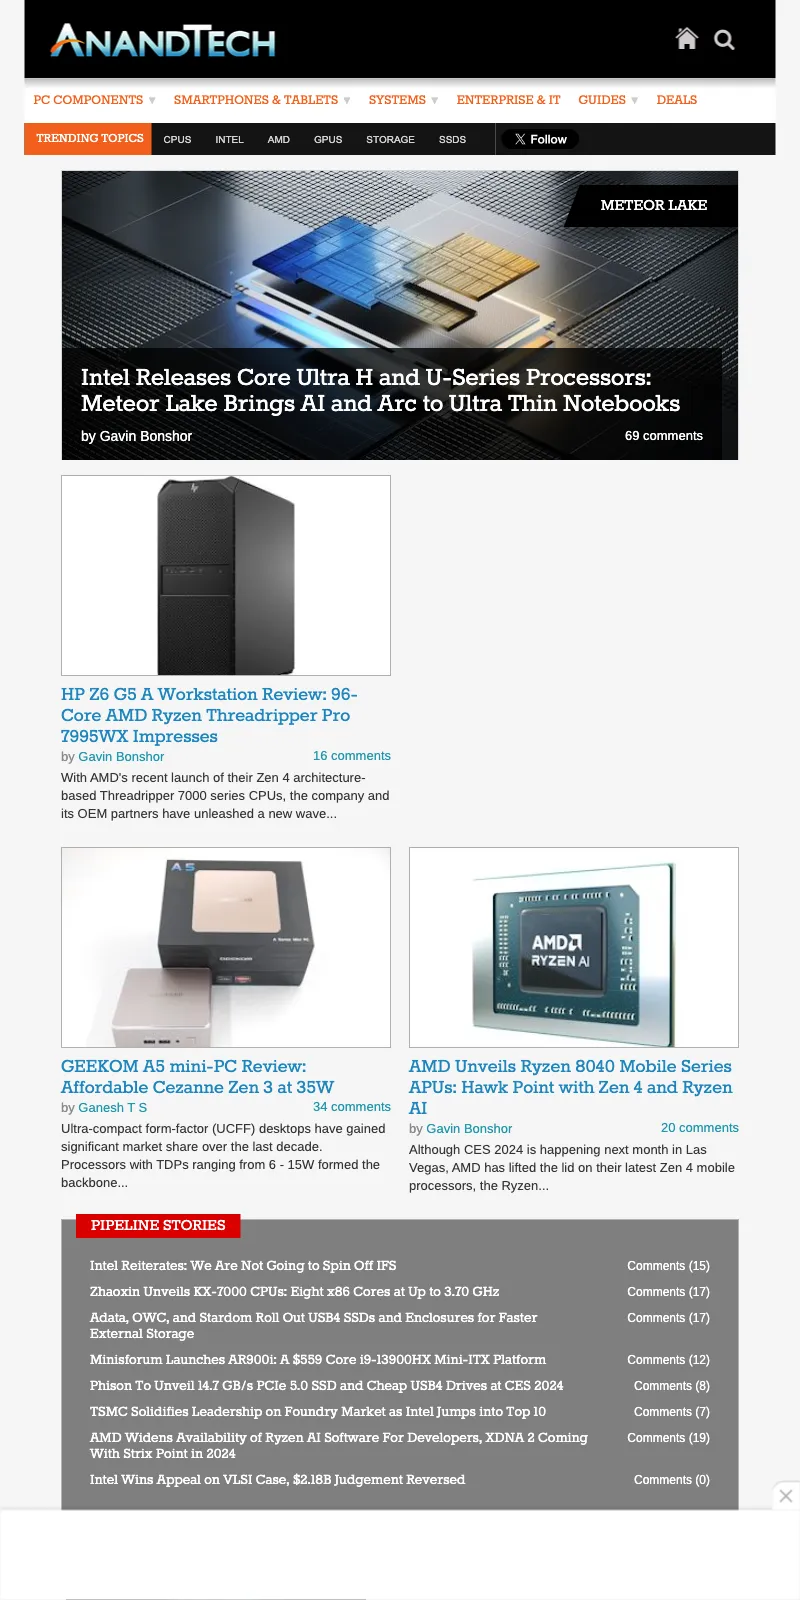 AnandTech
PC COMPONENTS ▼ SMARTPHONES & TABLETS ▼ SYSTEMS ▼ ENTERPRISE & IT GUIDES ▼ DEALS
TRENDING TOPICS CPUS INTEL AMD GPUS STORAGE SSDS X Follow
METEOR LAKE
Intel Releases Core Ultra H and U-Series Processors:
Meteor Lake Brings AI and Arc to Ultra Thin Notebooks
by Gavin Bonshor 69 comments
HP Z6 G5 A Workstation Review: 96-
Core AMD Ryzen Threadripper Pro
7995WX Impresses
by Gavin Bonshor 16 comments
With AMD's recent launch of their Zen 4 architecture-
based Threadripper 7000 series CPUs, the company and
its OEM partners have unleashed a new wave...
A5
A Series Mini PC
GEEKOM A5 mini-PC Review:
Affordable Cezanne Zen 3 at 35W
by Ganesh T S 34 comments
Ultra-compact form-factor (UCFF) desktops have gained
significant market share over the last decade.
Processors with TDPs ranging from 6 - 15W formed the
backbone...
AMD
RYZEN AI
AMD Unveils Ryzen 8040 Mobile Series
APUs: Hawk Point with Zen 4 and Ryzen
AI
by Gavin Bonshor 20 comments
Although CES 2024 is happening next month in Las
Vegas, AMD has lifted the lid on their latest Zen 4 mobile
processors, the Ryzen...
PIPELINE STORIES
Intel Reiterates: We Are Not Going to Spin Off IFS Comments (15)
Zhaoxin Unveils KX-7000 CPUs: Eight x86 Cores at Up to 3.70 GHz Comments (17)
Adata, OWC, and Stardom Roll Out USB4 SSDs and Enclosures for Faster Comments (17)
External Storage
Minisforum Launches AR900i: A $559 Core i9-13900HX Mini-ITX Platform Comments (12)
Phison To Unveil 14.7 GB/s PCIe 5.0 SSD and Cheap USB4 Drives at CES 2024 Comments (8)
TSMC Solidifies Leadership on Foundry Market as Intel Jumps into Top 10 Comments (7)
AMD Widens Availability of Ryzen AI Software For Developers, XDNA 2 Coming Comments (19)
With Strix Point in 2024
Intel Wins Appeal on VLSI Case, $2.18B Judgement Reversed Comments (0)